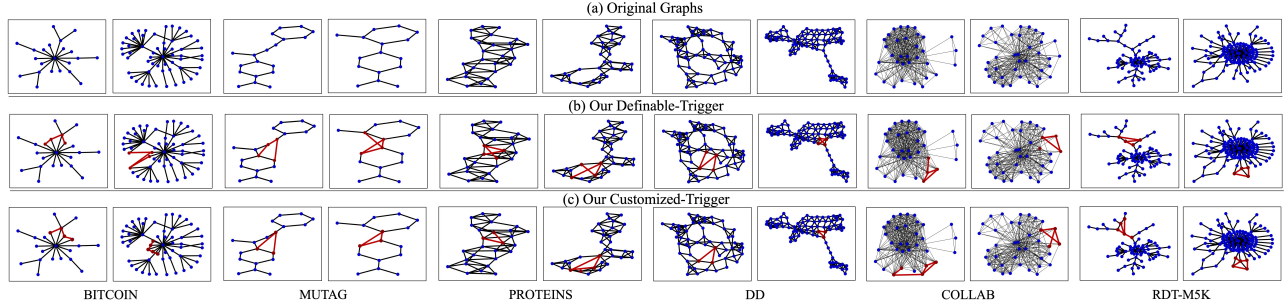 (a) Original Graphs
(b) Our Definable-Trigger
(c) Our Customized-Trigger
BITCOIN MUTAG PROTEINS DD COLLAB RDT-M5K